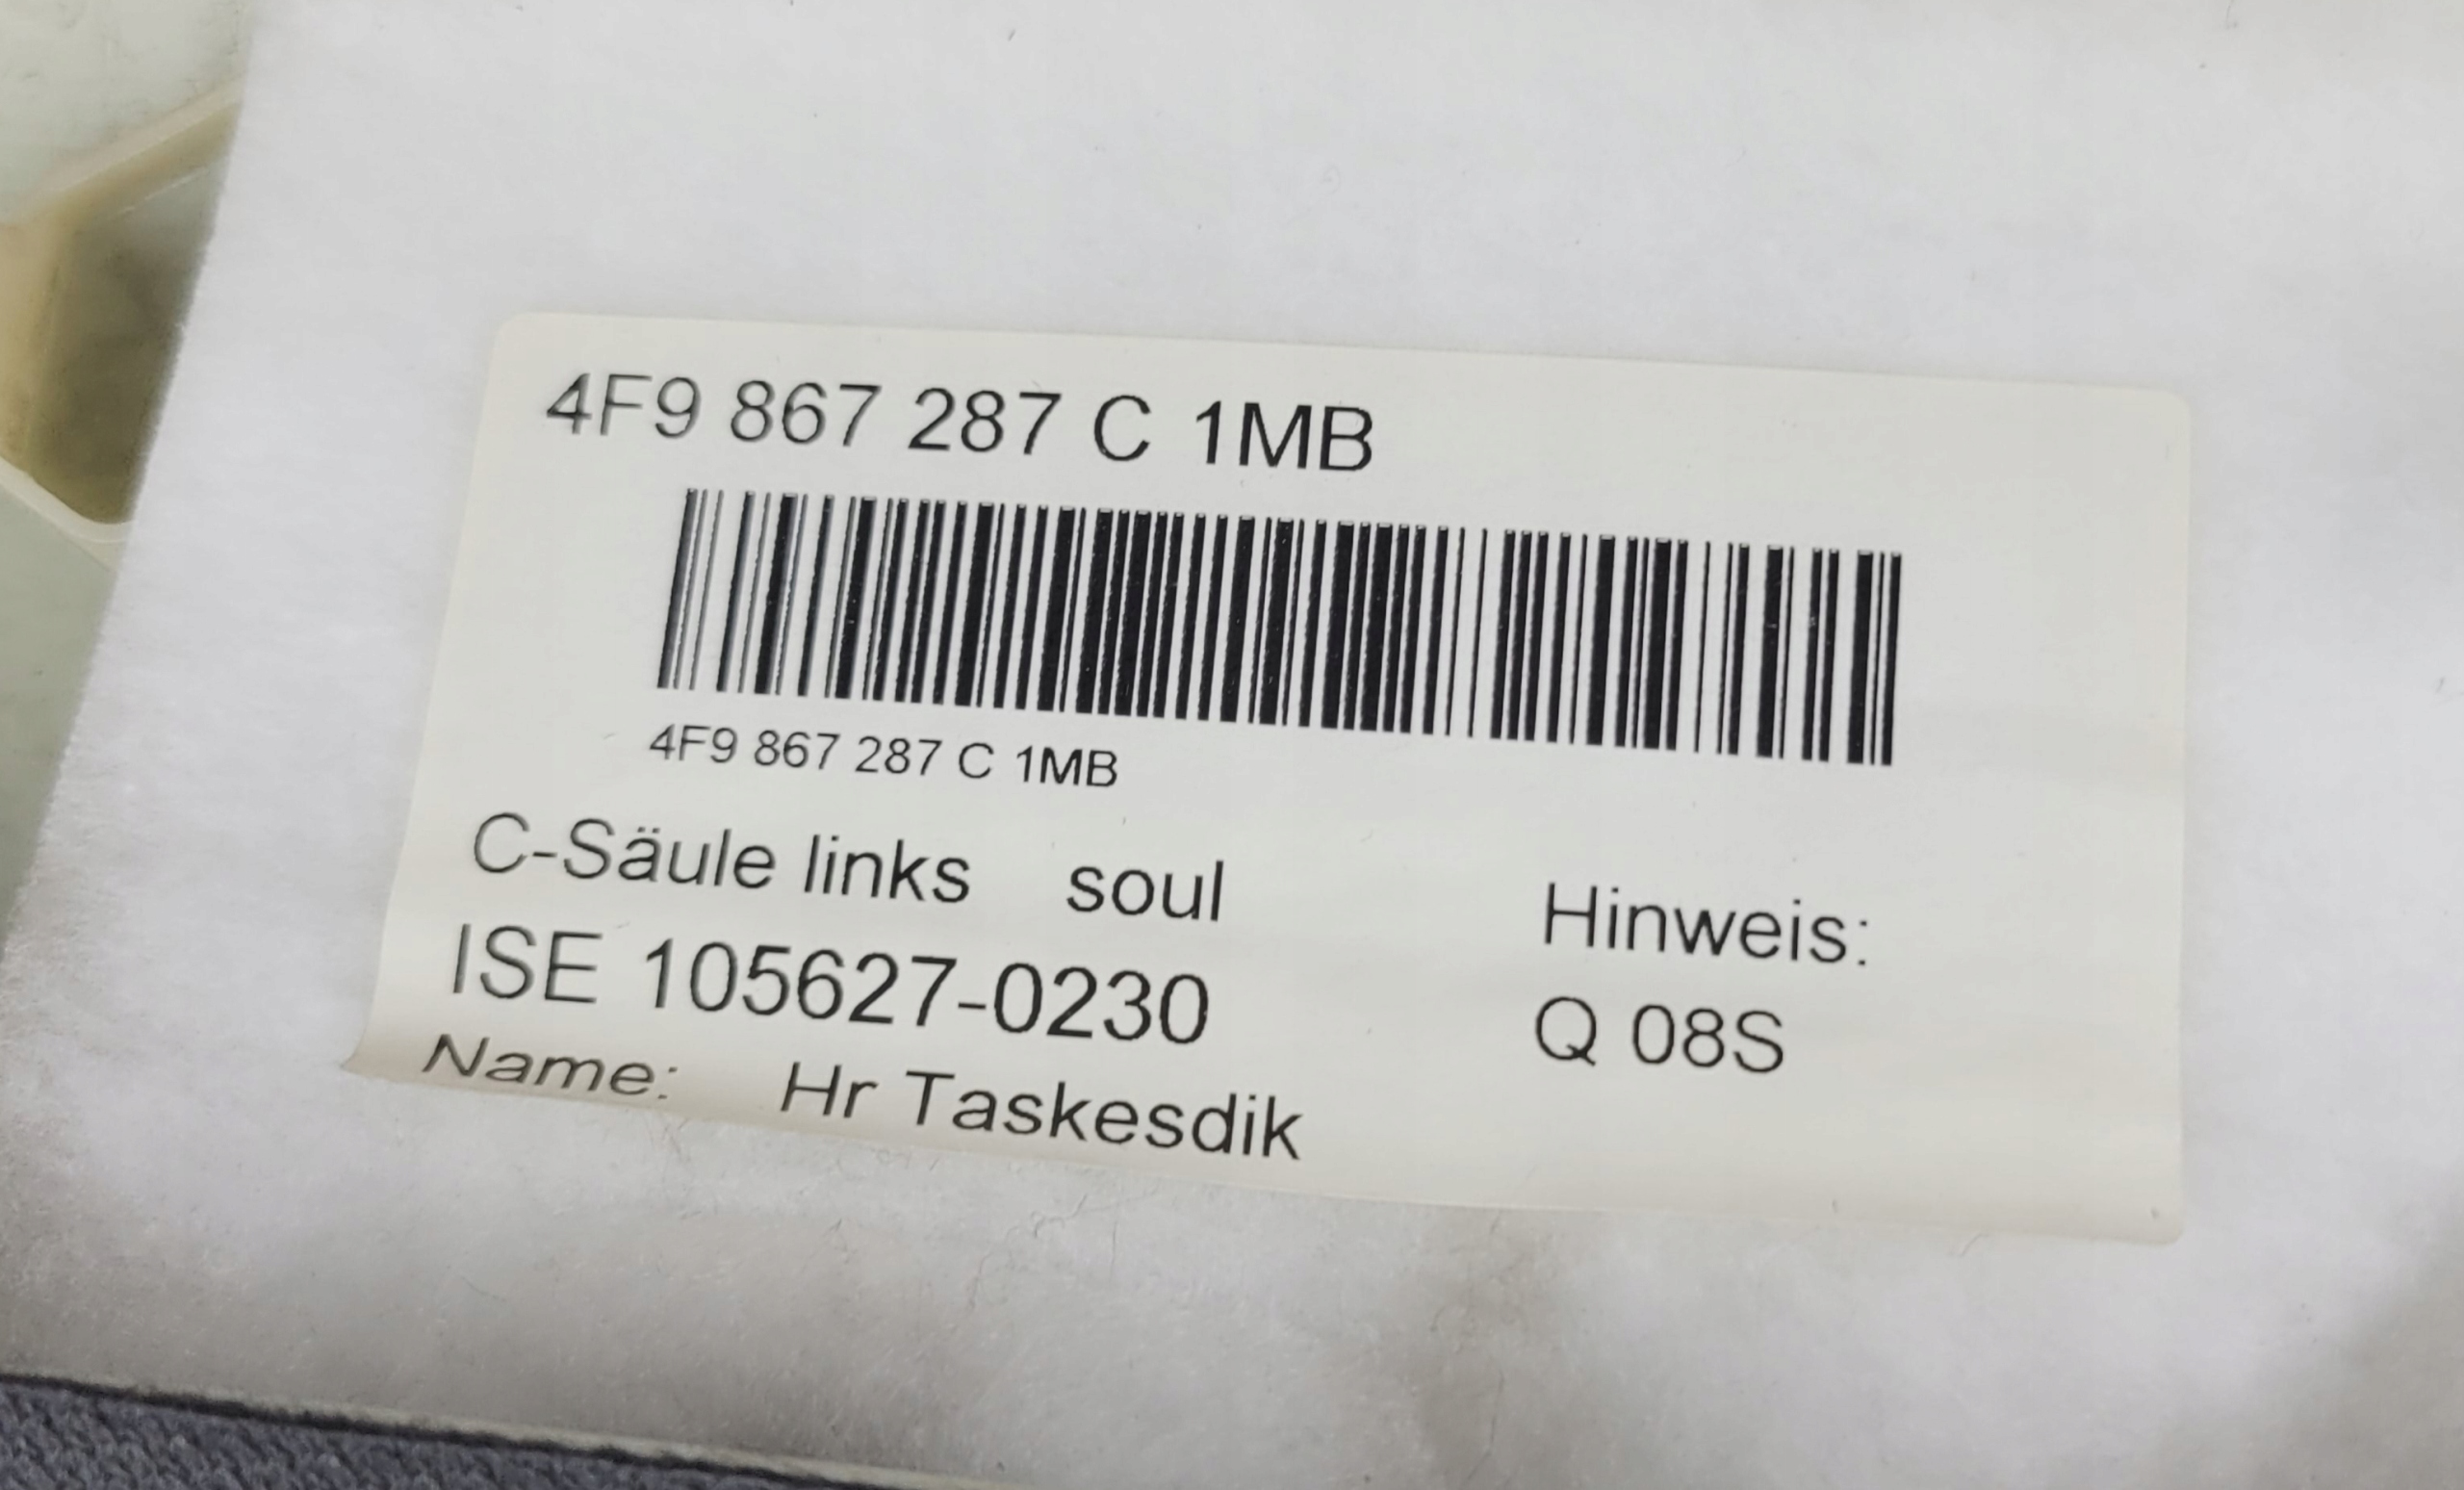 4F9 867 287 C 1MB
4F9 867 287 C 1MB
C-Säule links soul
ISE 105627-0230
Name: Hr Taskesdik
Hinweis:
Q 08S